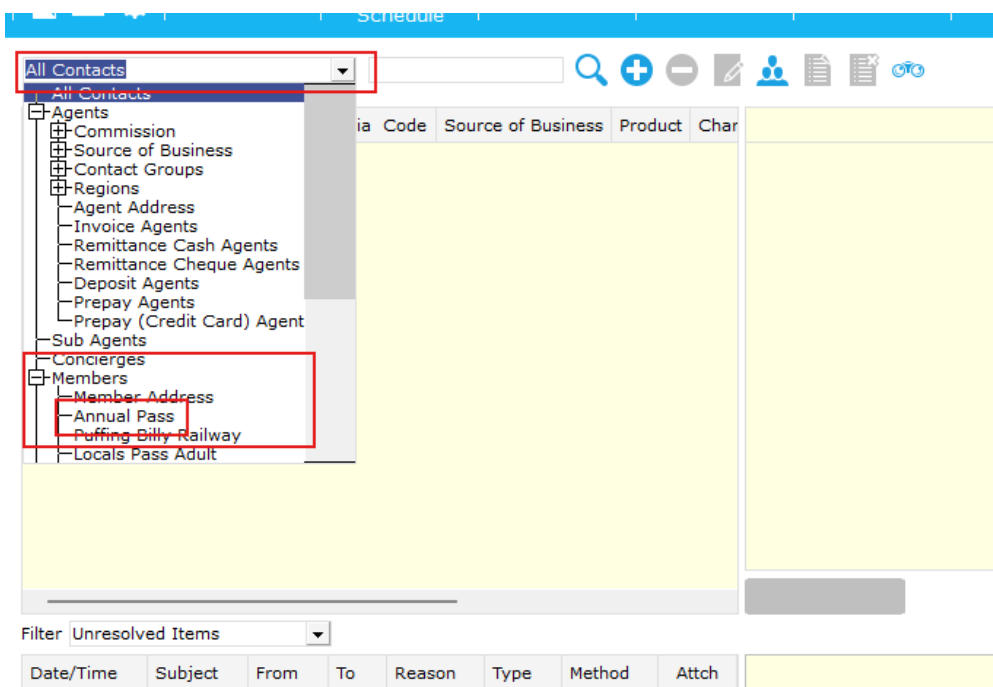 Schedule
All Contacts
All Contacts
Agents
Commission
ia Code Source of Business Product Char
Source of Business
Contact Groups
Regions
Agent Address
Invoice Agents
Remittance Cash Agents
Remittance Cheque Agents
Deposit Agents
Prepay Agents
Prepay (Credit Card) Agent
Sub Agents
Concierges
Members
Member Address
Annual Pass
Puffing Billy Railway
Locals Pass Adult
Filter Unresolved Items
Date/Time Subject From To Reason Type Method Attch